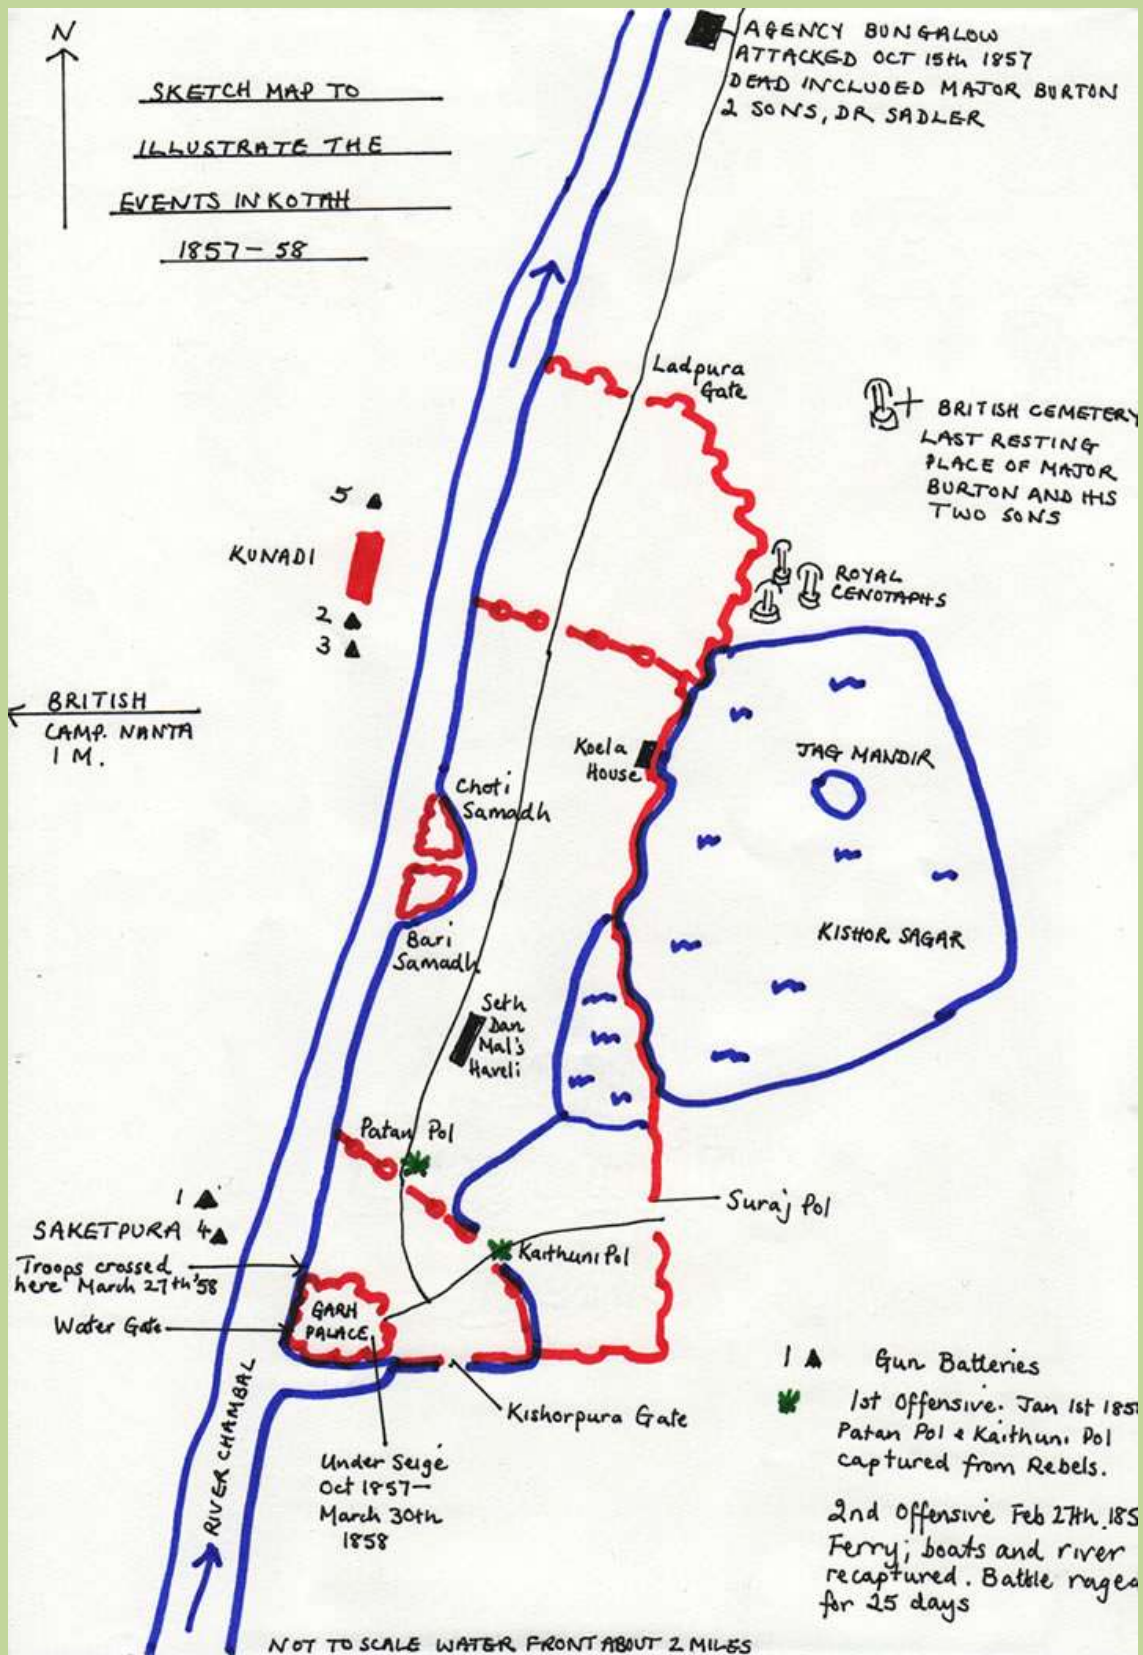 N
SKETCH MAP TO
ILLUSTRATE THE
EVENTS IN KOTAH
1857-58
AGENCY BUNGALOW
ATTACKED OCT 15th 1857
DEAD INCLUDED MAJOR BURTON
2 SONS, DR SADLER
Ladpura
Gate
BRITISH CEMETERY
LAST RESTING
PLACE OF MAJOR
BURTON AND HIS
TWO SONS
5
KUNADI
2
3
ROYAL
CENOTAPHS
BRITISH
CAMP. NANTA
1 M.
Koela
House
JAG MANDIR
Choti
Samadh
KISHOR SAGAR
Bari
Samadh
Seth
Dan
Mal's
Haveli
Patan Pol
1
SAKETPURA 4
Suraj Pol
Kaithuni Pol
Troops crossed
here March 27th '58
Water Gate
GARH
PALACE
Kishorpura Gate
RIVER CHAMBAL
Under Seige
Oct 1857-
March 30th
1858
1 Gun Batteries
1st Offensive. Jan 1st 185
Patan Pol & Kaithuni Pol
captured from Rebels.
2nd Offensive Feb 27th. 185
Ferry; boats and river
recaptured. Battle raged
for 25 days
NOT TO SCALE WATER FRONT ABOUT 2 MILES